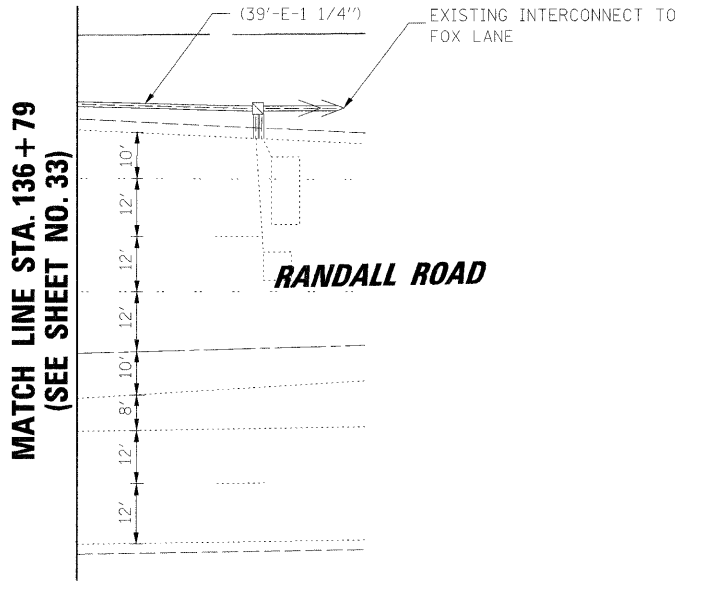 (39'-E-1 1/4")
EXISTING INTERCONNECT TO
FOX LANE
MATCH LINE STA. 136 + 79
(SEE SHEET NO. 33)
10'
12'
12'
RANDALL ROAD
12'
10'
8'
12'
12'